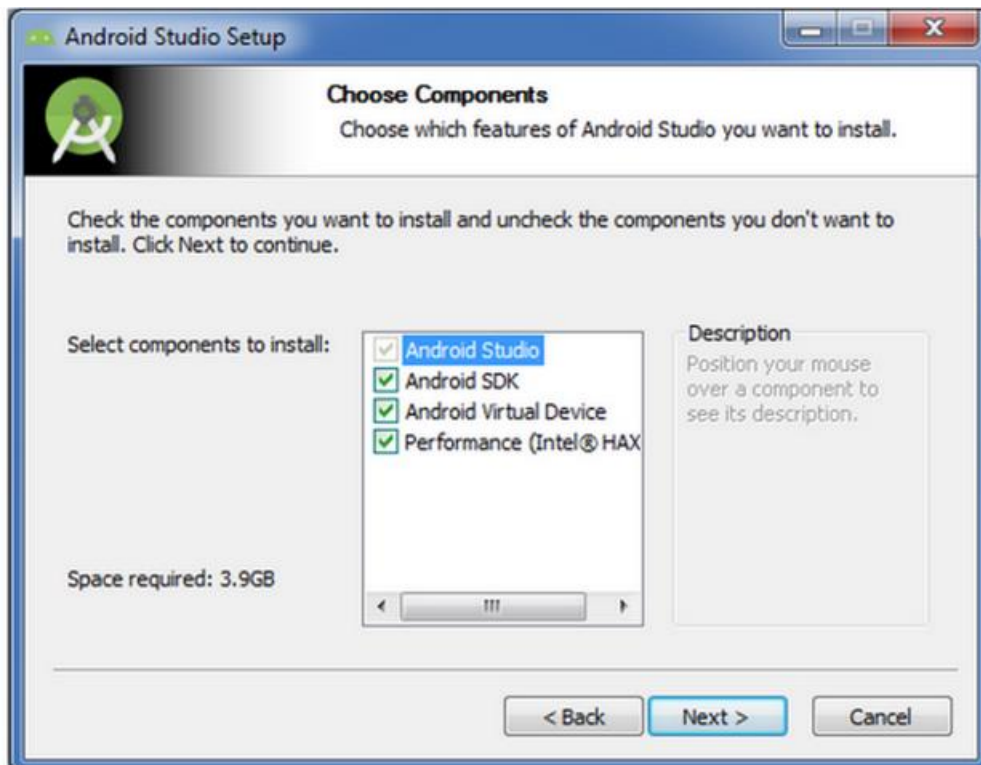 Android Studio Setup
Choose Components
Choose which features of Android Studio you want to install.
Check the components you want to install and uncheck the components you don't want to
install. Click Next to continue.
Select components to install:
Android Studio
Android SDK
Android Virtual Device
Performance (Intel® HAX
Description
Position your mouse
over a component to
see its description.
Space required: 3.9GB
< Back
Next >
Cancel